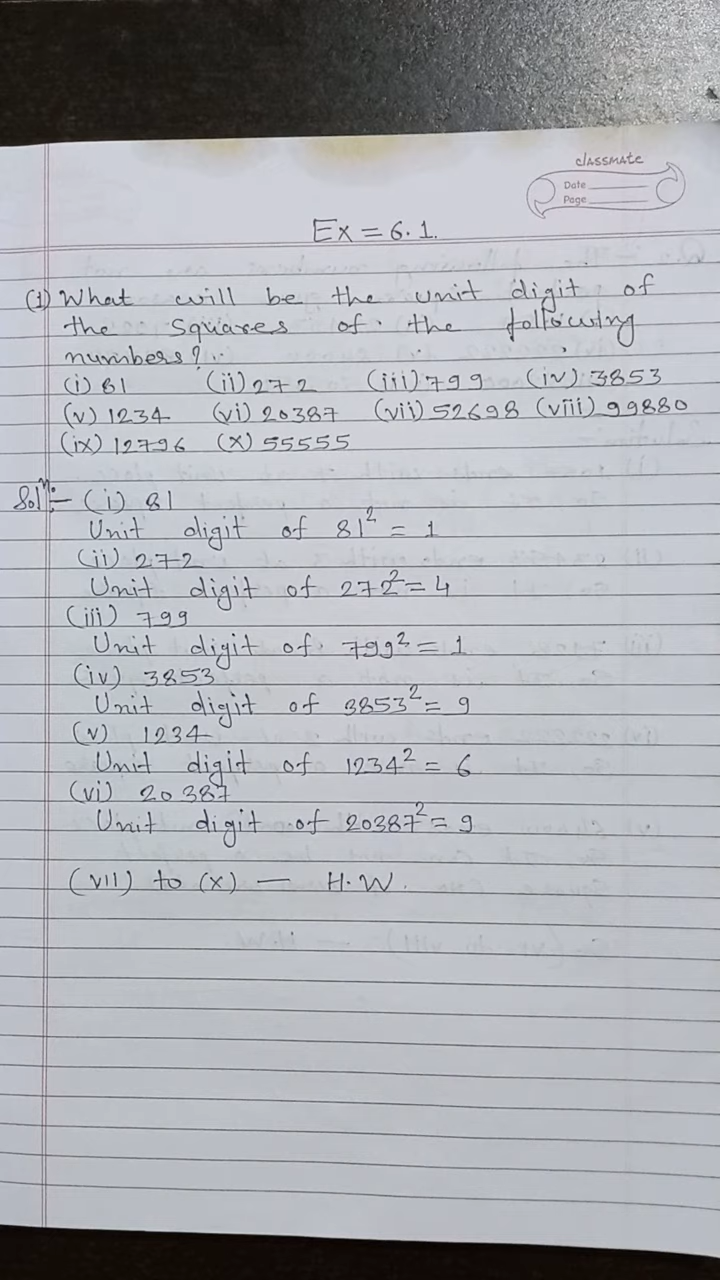 classmate
Date
Page
Ex = 6.1.
(1) What will be the unit digit of
the squares of the following
numbers?
(i) 81 (ii) 272 (iii) 799 (iv) 3853
(v) 1234 (vi) 20387 (vii) 52698 (viii) 99880
(ix) 12796 (x) 55555
Solⁿ:- (i) 81
Unit digit of 81² = 1
(ii) 272
Unit digit of 272² = 4
(iii) 799
Unit digit of 799² = 1
(iv) 3853
Unit digit of 3853² = 9
(v) 1234
Unit digit of 1234² = 6
(vi) 20387
Unit digit of 20387² = 9
(VII) to (X) — H.W.